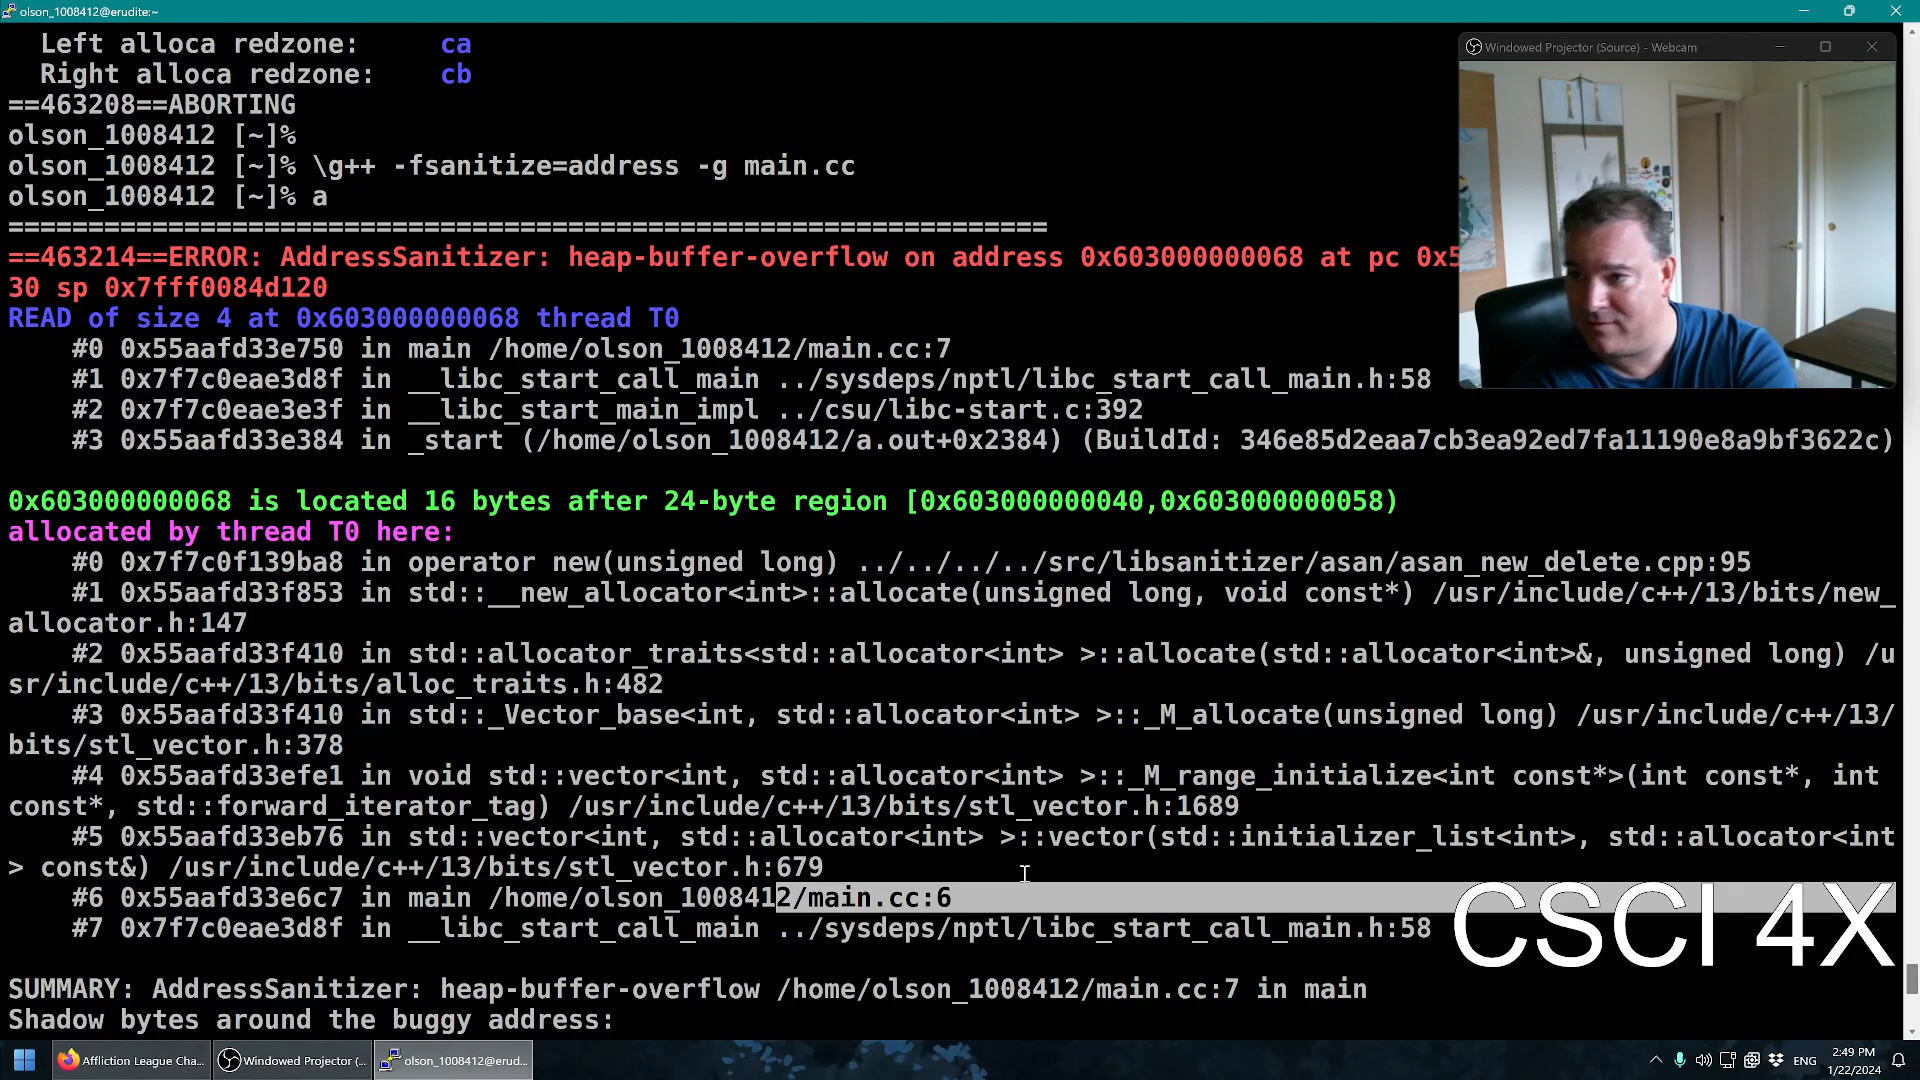 olson_1008412@erudite:~
Left alloca redzone:     ca
Right alloca redzone:    cb
==463208==ABORTING
olson_1008412 [~]%
olson_1008412 [~]% \g++ -fsanitize=address -g main.cc
olson_1008412 [~]% a
=================================================================
==463214==ERROR: AddressSanitizer: heap-buffer-overflow on address 0x603000000068 at pc 0x5
30 sp 0x7fff0084d120
READ of size 4 at 0x603000000068 thread T0
#0 0x55aafd33e750 in main /home/olson_1008412/main.cc:7
#1 0x7f7c0eae3d8f in __libc_start_call_main ../sysdeps/nptl/libc_start_call_main.h:58
#2 0x7f7c0eae3e3f in __libc_start_main_impl ../csu/libc-start.c:392
#3 0x55aafd33e384 in _start (/home/olson_1008412/a.out+0x2384) (BuildId: 346e85d2eaa7cb3ea92ed7fa11190e8a9bf3622c)
0x603000000068 is located 16 bytes after 24-byte region [0x603000000040,0x603000000058)
allocated by thread T0 here:
#0 0x7f7c0f139ba8 in operator new(unsigned long) ../../../../src/libsanitizer/asan/asan_new_delete.cpp:95
#1 0x55aafd33f853 in std::__new_allocator<int>::allocate(unsigned long, void const*) /usr/include/c++/13/bits/new_
allocator.h:147
#2 0x55aafd33f410 in std::allocator_traits<std::allocator<int> >::allocate(std::allocator<int>&, unsigned long) /u
sr/include/c++/13/bits/alloc_traits.h:482
#3 0x55aafd33f410 in std::_Vector_base<int, std::allocator<int> >::_M_allocate(unsigned long) /usr/include/c++/13/
bits/stl_vector.h:378
#4 0x55aafd33efe1 in void std::vector<int, std::allocator<int> >::_M_range_initialize<int const*>(int const*, int
const*, std::forward_iterator_tag) /usr/include/c++/13/bits/stl_vector.h:1689
#5 0x55aafd33eb76 in std::vector<int, std::allocator<int> >::vector(std::initializer_list<int>, std::allocator<int
> const&) /usr/include/c++/13/bits/stl_vector.h:679
#6 0x55aafd33e6c7 in main /home/olson_1008412/main.cc:6
#7 0x7f7c0eae3d8f in __libc_start_call_main ../sysdeps/nptl/libc_start_call_main.h:58
SUMMARY: AddressSanitizer: heap-buffer-overflow /home/olson_1008412/main.cc:7 in main
Shadow bytes around the buggy address:
Windowed Projector (Source) - Webcam
CSCI 4X
Affliction League Cha...
Windowed Projector (...
olson_1008412@erud...
ENG
2:49 PM
1/22/2024